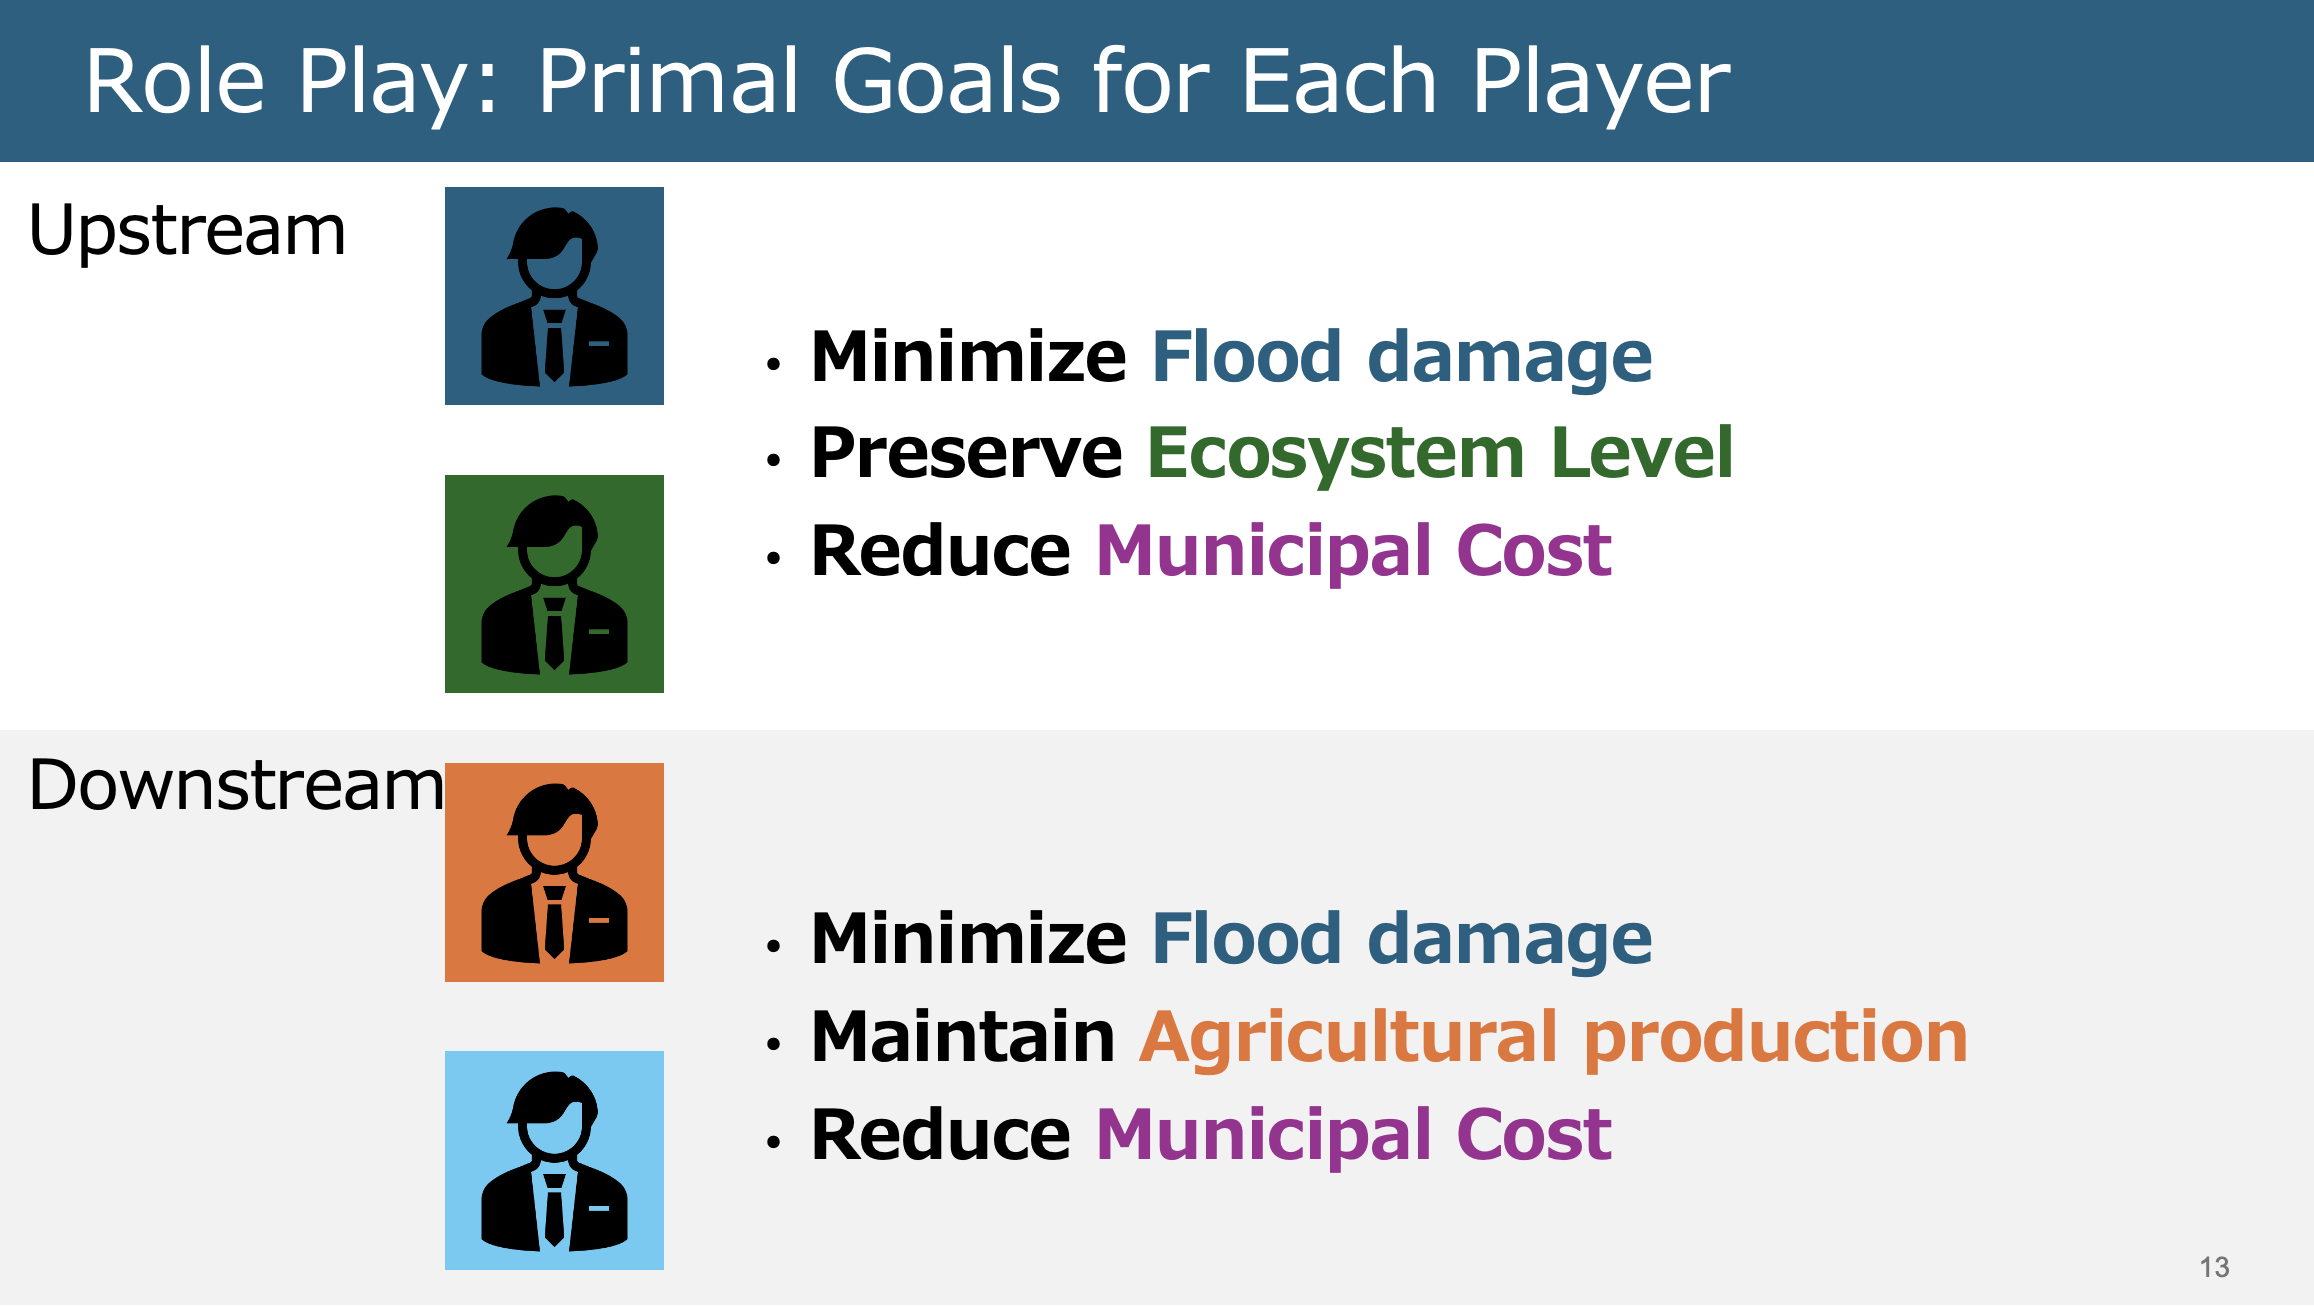 Role Play: Primal Goals for Each Player
Upstream
• Minimize Flood damage
• Preserve Ecosystem Level
• Reduce Municipal Cost
Downstream
• Minimize Flood damage
• Maintain Agricultural production
• Reduce Municipal Cost
13